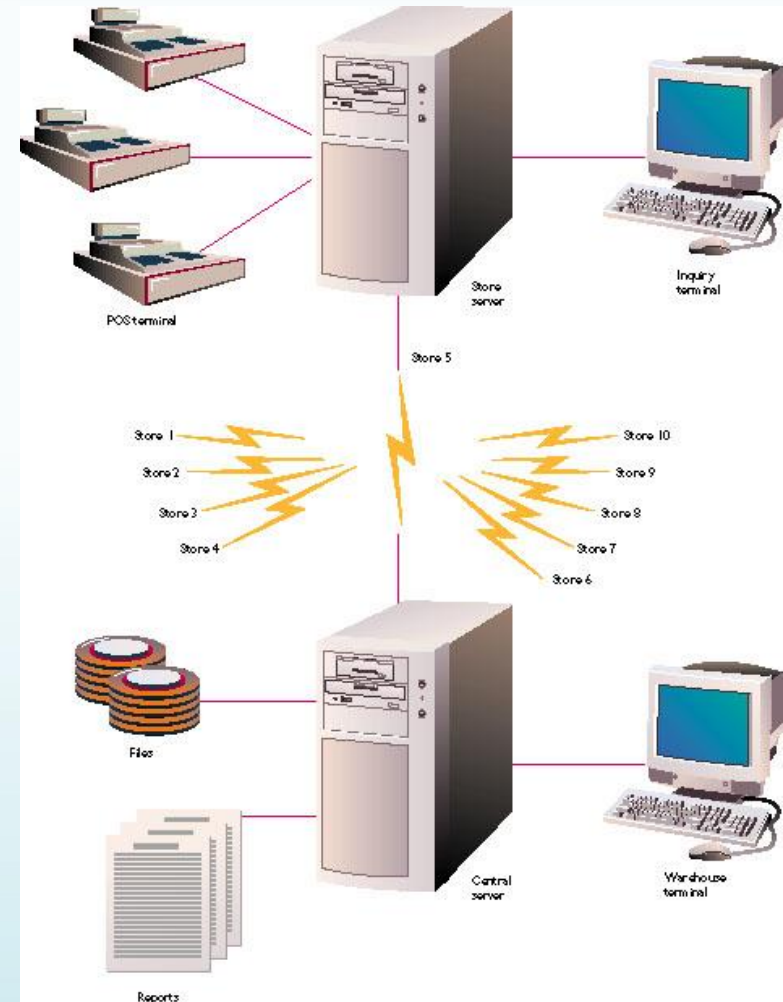 POS terminal
Store
server
Inquiry
terminal
Store 5
Store 1
Store 10
Store 2
Store 9
Store 3
Store 8
Store 4
Store 7
Store 6
Files
Central
server
Warehouse
terminal
Reports